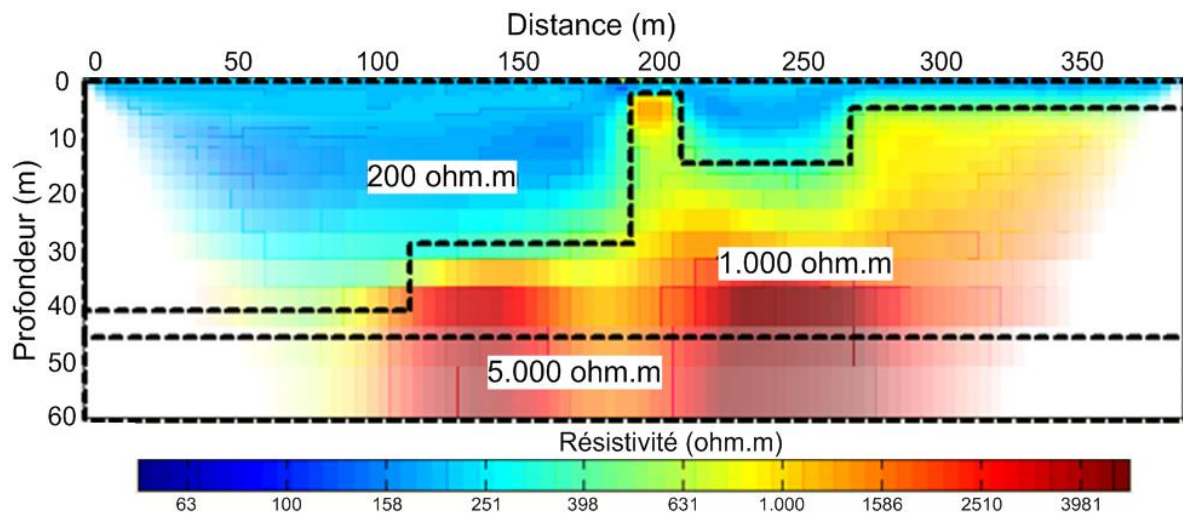 Distance (m)
0 50 100 150 200 250 300 350
Profondeur (m)
0
10
20
30
40
50
60
200 ohm.m
1.000 ohm.m
5.000 ohm.m
Résistivité (ohm.m)
63 100 158 251 398 631 1.000 1586 2510 3981